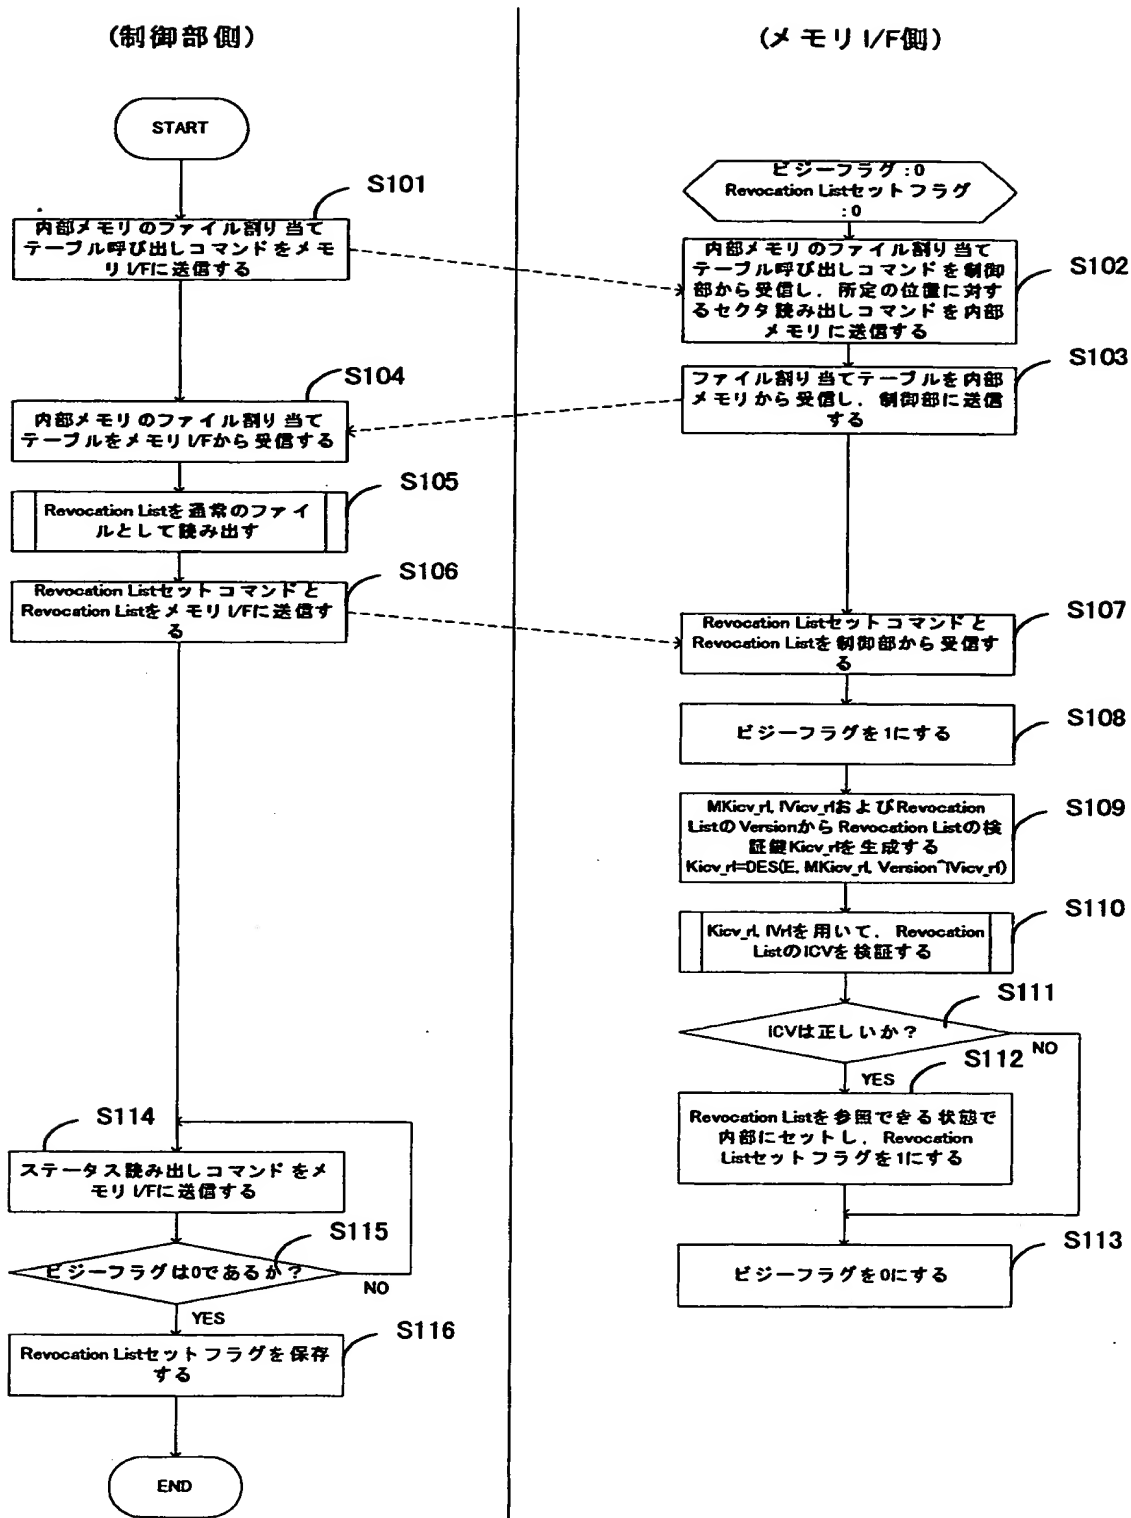 (制御部側)
START
S101
内部メモリのファイル割り当て
テーブル呼び出しコマンドをメモ
リI/Fに送信する
S104
内部メモリのファイル割り当て
テーブルをメモリI/Fから受信する
S105
Revocation Listを通常のファイ
ルとして読み出す
S106
Revocation Listセットコマンドと
Revocation ListをメモリI/Fに送信す
る
S114
ステータス読み出しコマンドをメ
モリI/Fに送信する
S115
ビジーフラグは0であるか?
NO
YES
S116
Revocation Listセットフラグを保存
する
END
(メモリI/F側)
ビジーフラグ:0
Revocation Listセットフラグ
:0
S102
内部メモリのファイル割り当て
テーブル呼び出しコマンドを制御
部から受信し、所定の位置に対す
るセクタ読み出しコマンドを内部
メモリに送信する
S103
ファイル割り当てテーブルを内部
メモリから受信し、制御部に送信
する
S107
Revocation Listセットコマンドと
Revocation Listを制御部から受信す
る
S108
ビジーフラグを1にする
S109
MKicv_rl, IVicv_rlおよびRevocation
ListのVersionからRevocation Listの検
証鍵Kicv_rlを生成する
Kicv_rl=DES(E, MKicv_rl, Version^IVicv_rl)
S110
Kicv_rl, IVrlを用いて、Revocation
ListのICVを検証する
S111
ICVは正しいか?
NO
YES
S112
Revocation Listを参照できる状態で
内部にセットし、Revocation
Listセットフラグを1にする
S113
ビジーフラグを0にする